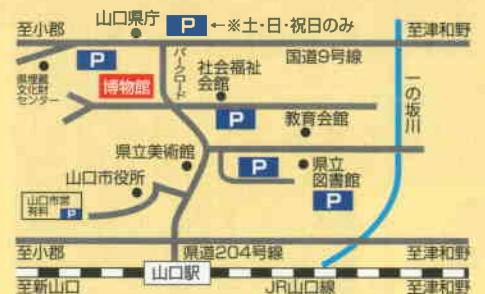 山口県庁
P ←※土・日・祝日のみ
至小郡
至津和野
国道9号線
P
パークロード
社会福祉
会館
県埋蔵
文化財
センター
博物館
一の坂川
P
教育会館
県立美術館
P
県立
図書館
山口市役所
P
山口市営
有料 P
至小郡
県道204号線
至津和野
山口駅
至新山口
JR山口線
至津和野